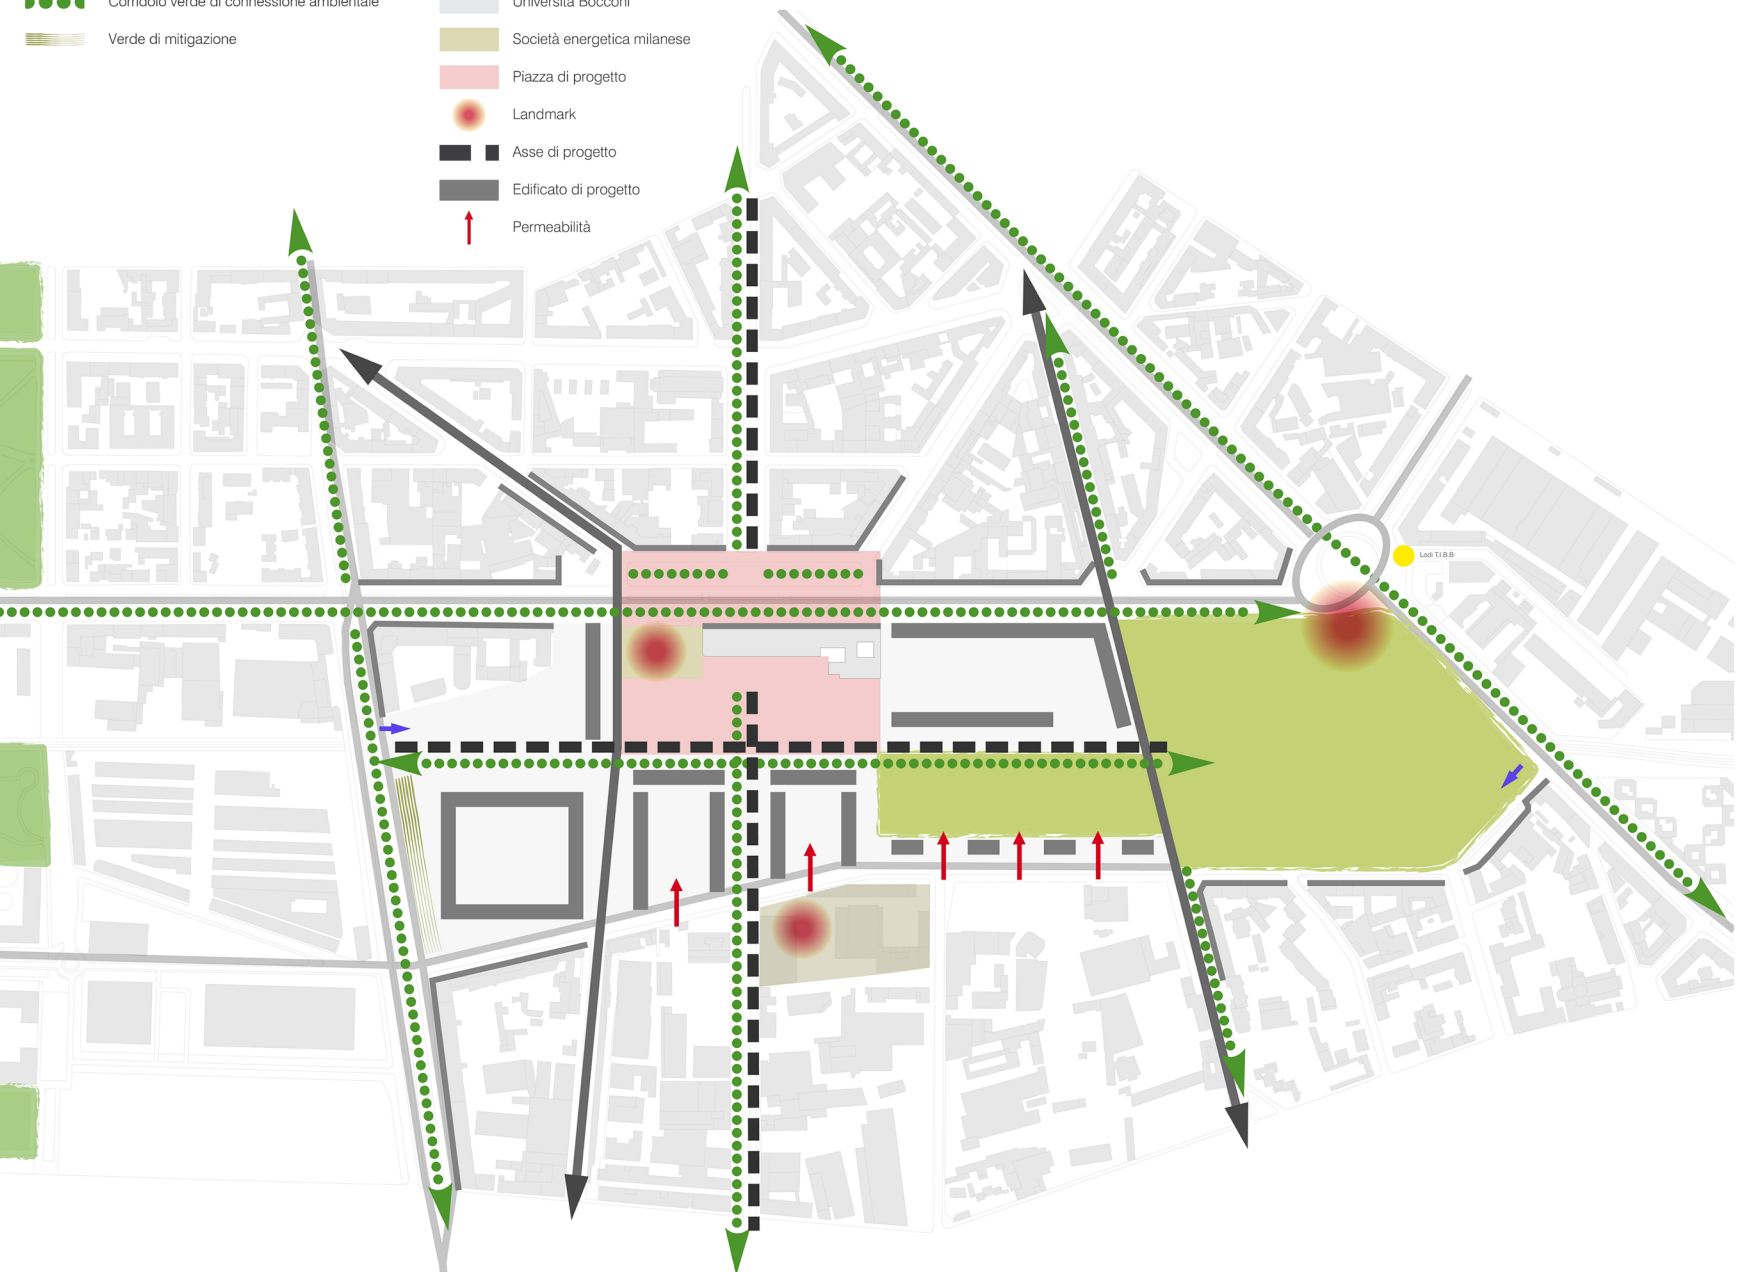 Corridoio verde di connessione ambientale
Verde di mitigazione
Università Bocconi
Società energetica milanese
Piazza di progetto
Landmark
Asse di progetto
Edificato di progetto
Permeabilità
Lodi T.I.B.B